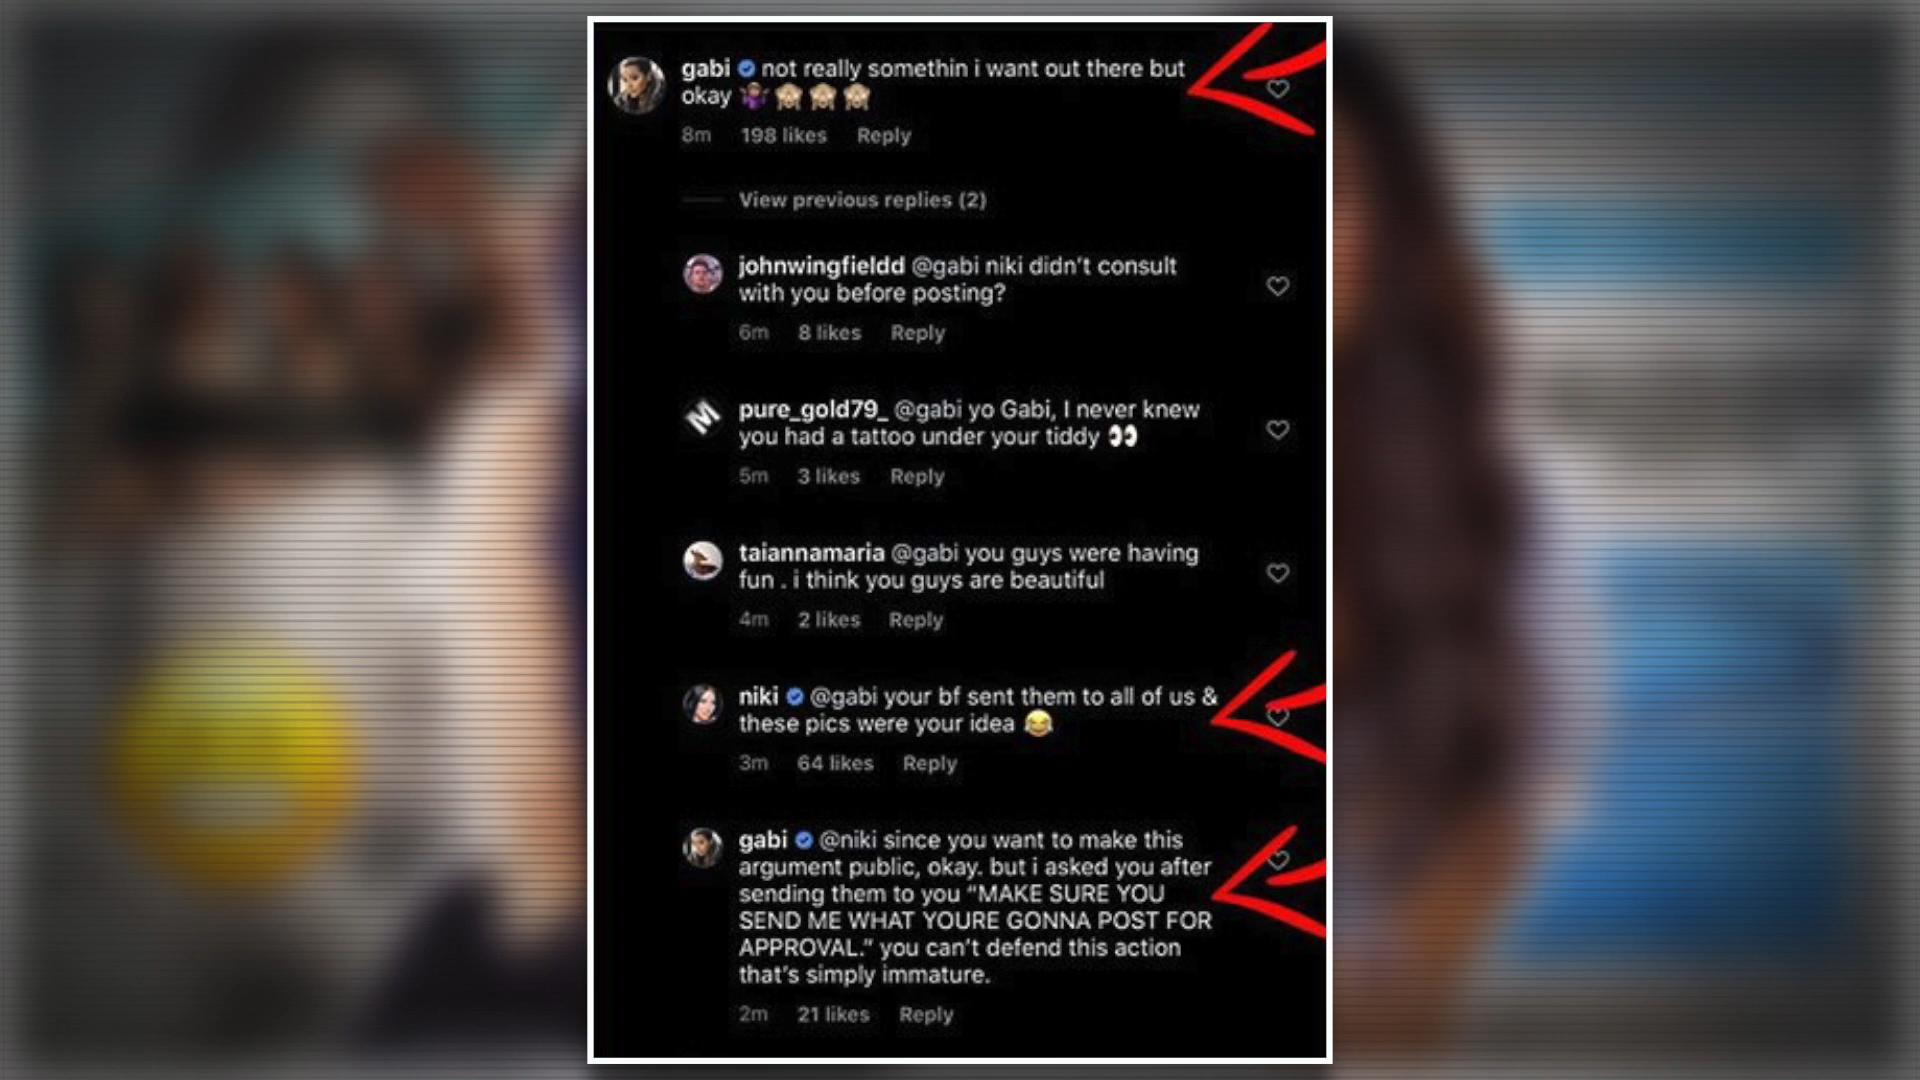 gabi not really somethin i want out there but
okay 🤷🏽‍♀️🙈🙈🙈
8m 198 likes Reply
View previous replies (2)
johnwingfieldd @gabi niki didn't consult
with you before posting?
6m 8 likes Reply
pure_gold79_ @gabi yo Gabi, I never knew
you had a tattoo under your tiddy 👀
5m 3 likes Reply
taiannamaria @gabi you guys were having
fun . i think you guys are beautiful
4m 2 likes Reply
niki @gabi your bf sent them to all of us &
these pics were your idea 😂
3m 64 likes Reply
gabi @niki since you want to make this
argument public, okay. but i asked you after
sending them to you “MAKE SURE YOU
SEND ME WHAT YOURE GONNA POST FOR
APPROVAL.” you can't defend this action
that's simply immature.
2m 21 likes Reply